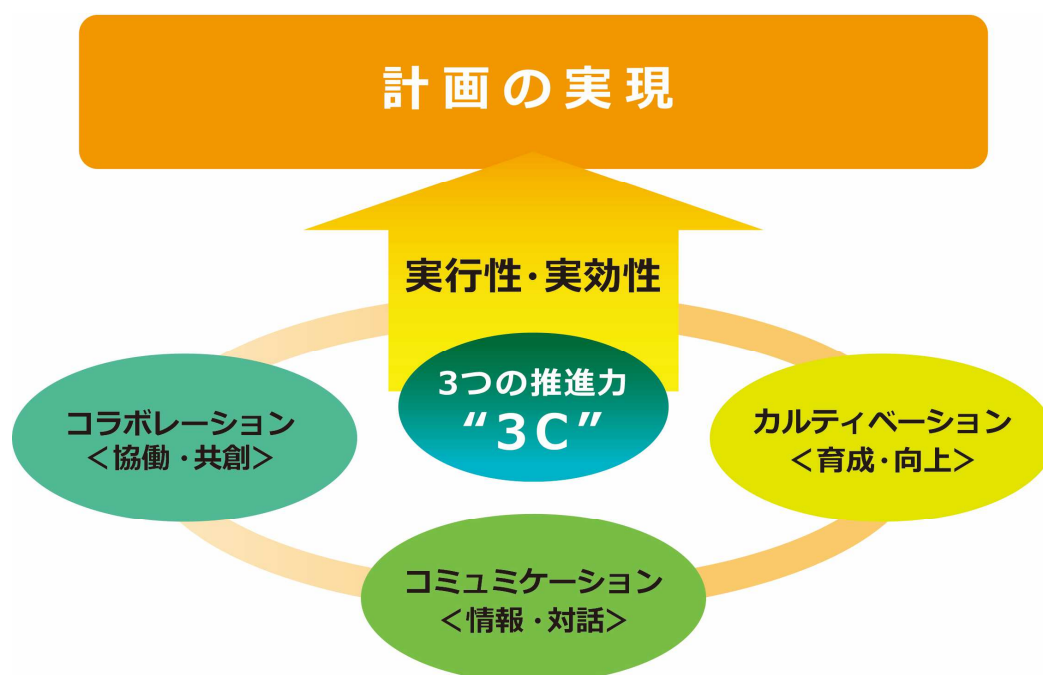 計画の実現
実行性・実効性
3つの推進力
“3C”
コラボレーション
＜協働・共創＞
カルティベーション
＜育成・向上＞
コミュミケーション
＜情報・対話＞